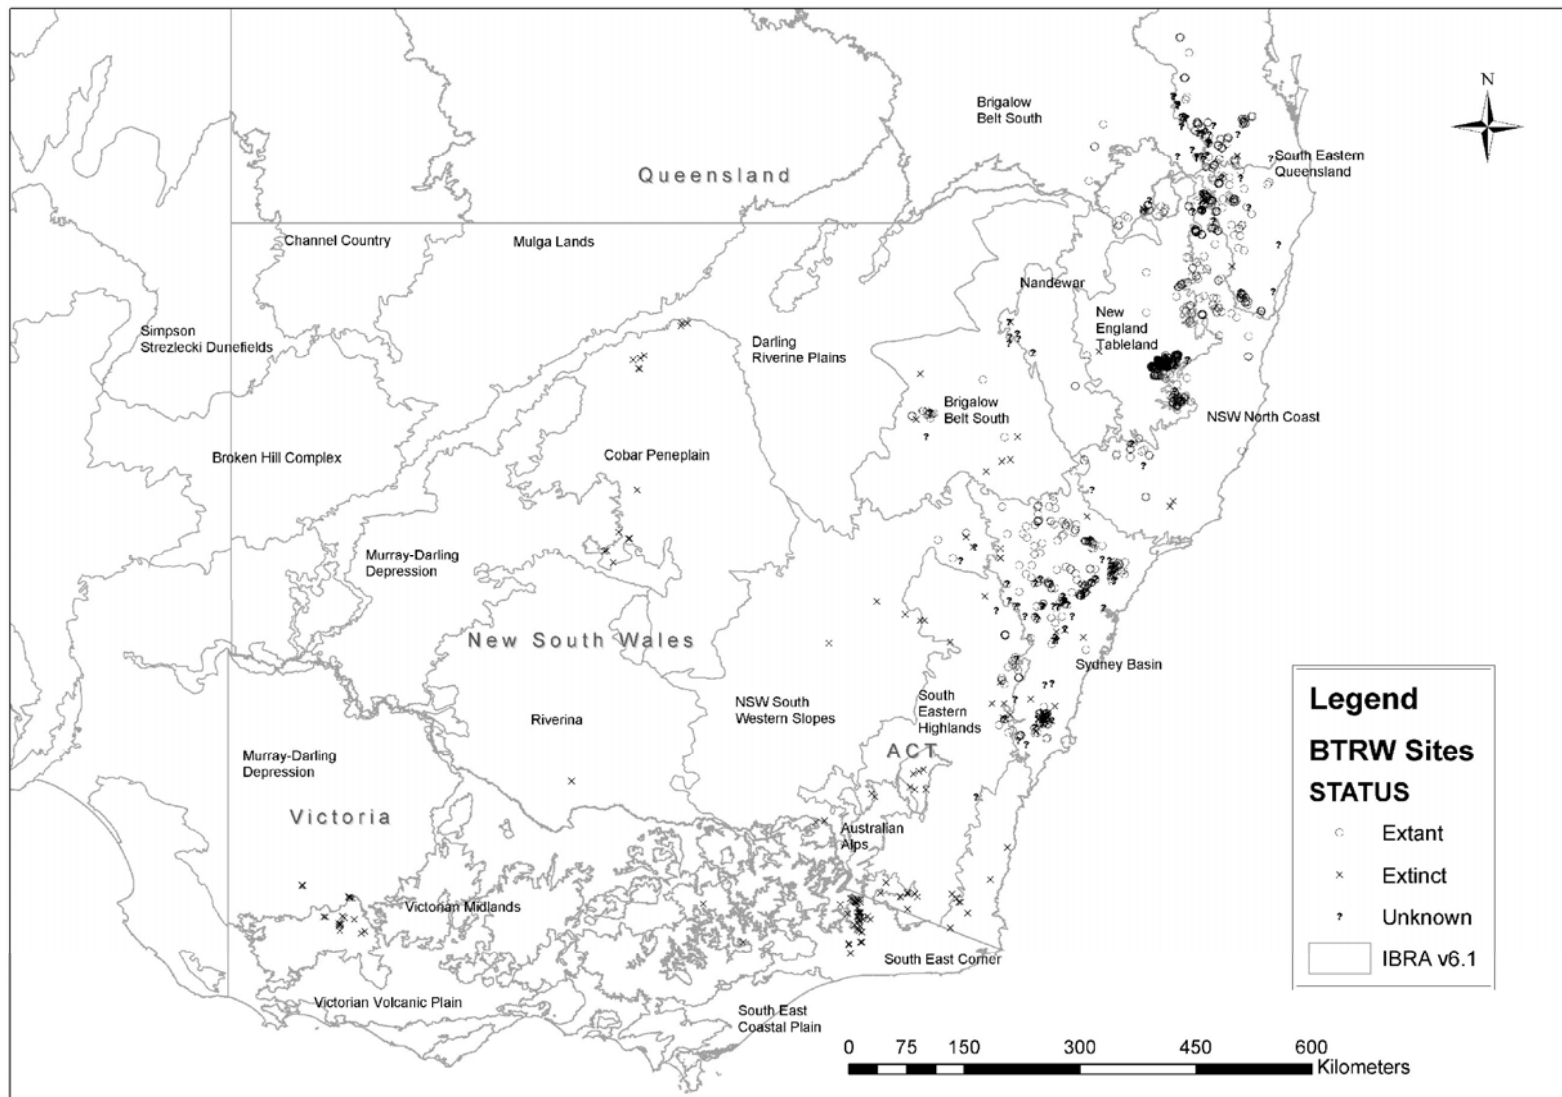 N
Brigalow
Belt South
South Eastern
Queensland
Queensland
Channel Country
Mulga Lands
Nandewar
Simpson
Strezlecki Dunefields
Darling
Riverine Plains
New
England
Tableland
Brigalow
Belt South
NSW North Coast
Broken Hill Complex
Cobar Peneplain
Murray-Darling
Depression
New South Wales
Sydney Basin
Riverina
NSW South
Western Slopes
South
Eastern
Highlands
ACT
Murray-Darling
Depression
Victoria
Australian
Alps
Victorian Midlands
South East Corner
Victorian Volcanic Plain
South East
Coastal Plain
Legend
BTRW Sites
STATUS
Extant
Extinct
? Unknown
IBRA v6.1
0 75 150 300 450 600
Kilometers